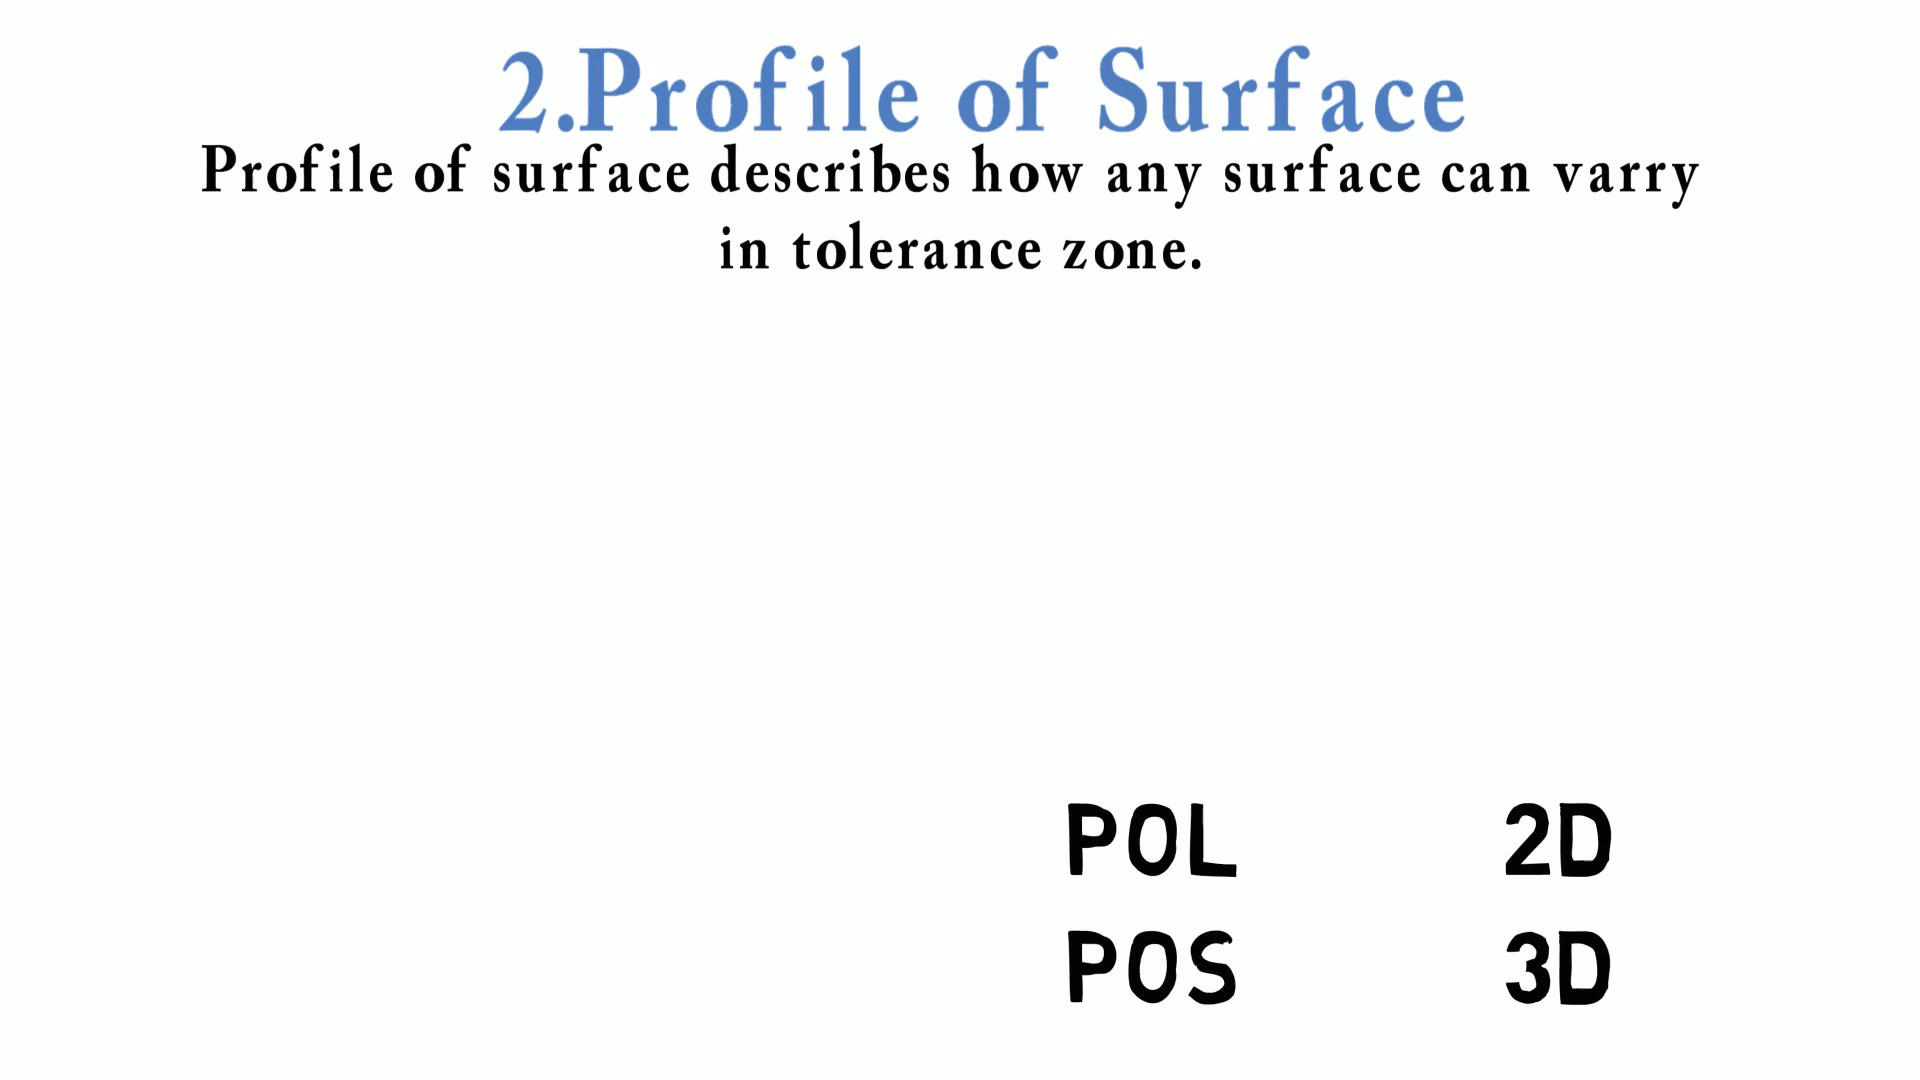 2.Profile of Surface
Profile of surface describes how any surface can varry
in tolerance zone.
POL 2D
POS 3D